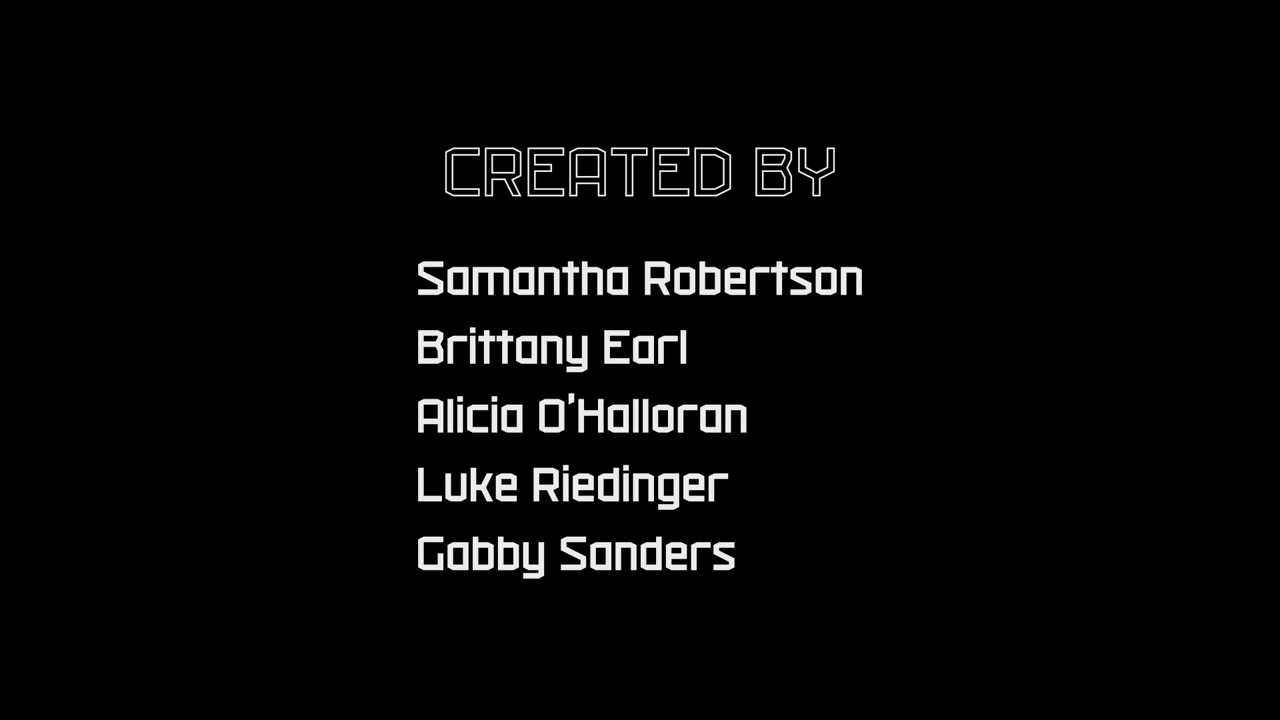 CREATED BY
Samantha Robertson
Brittany Earl
Alicia O'Halloran
Luke Riedinger
Gabby Sanders